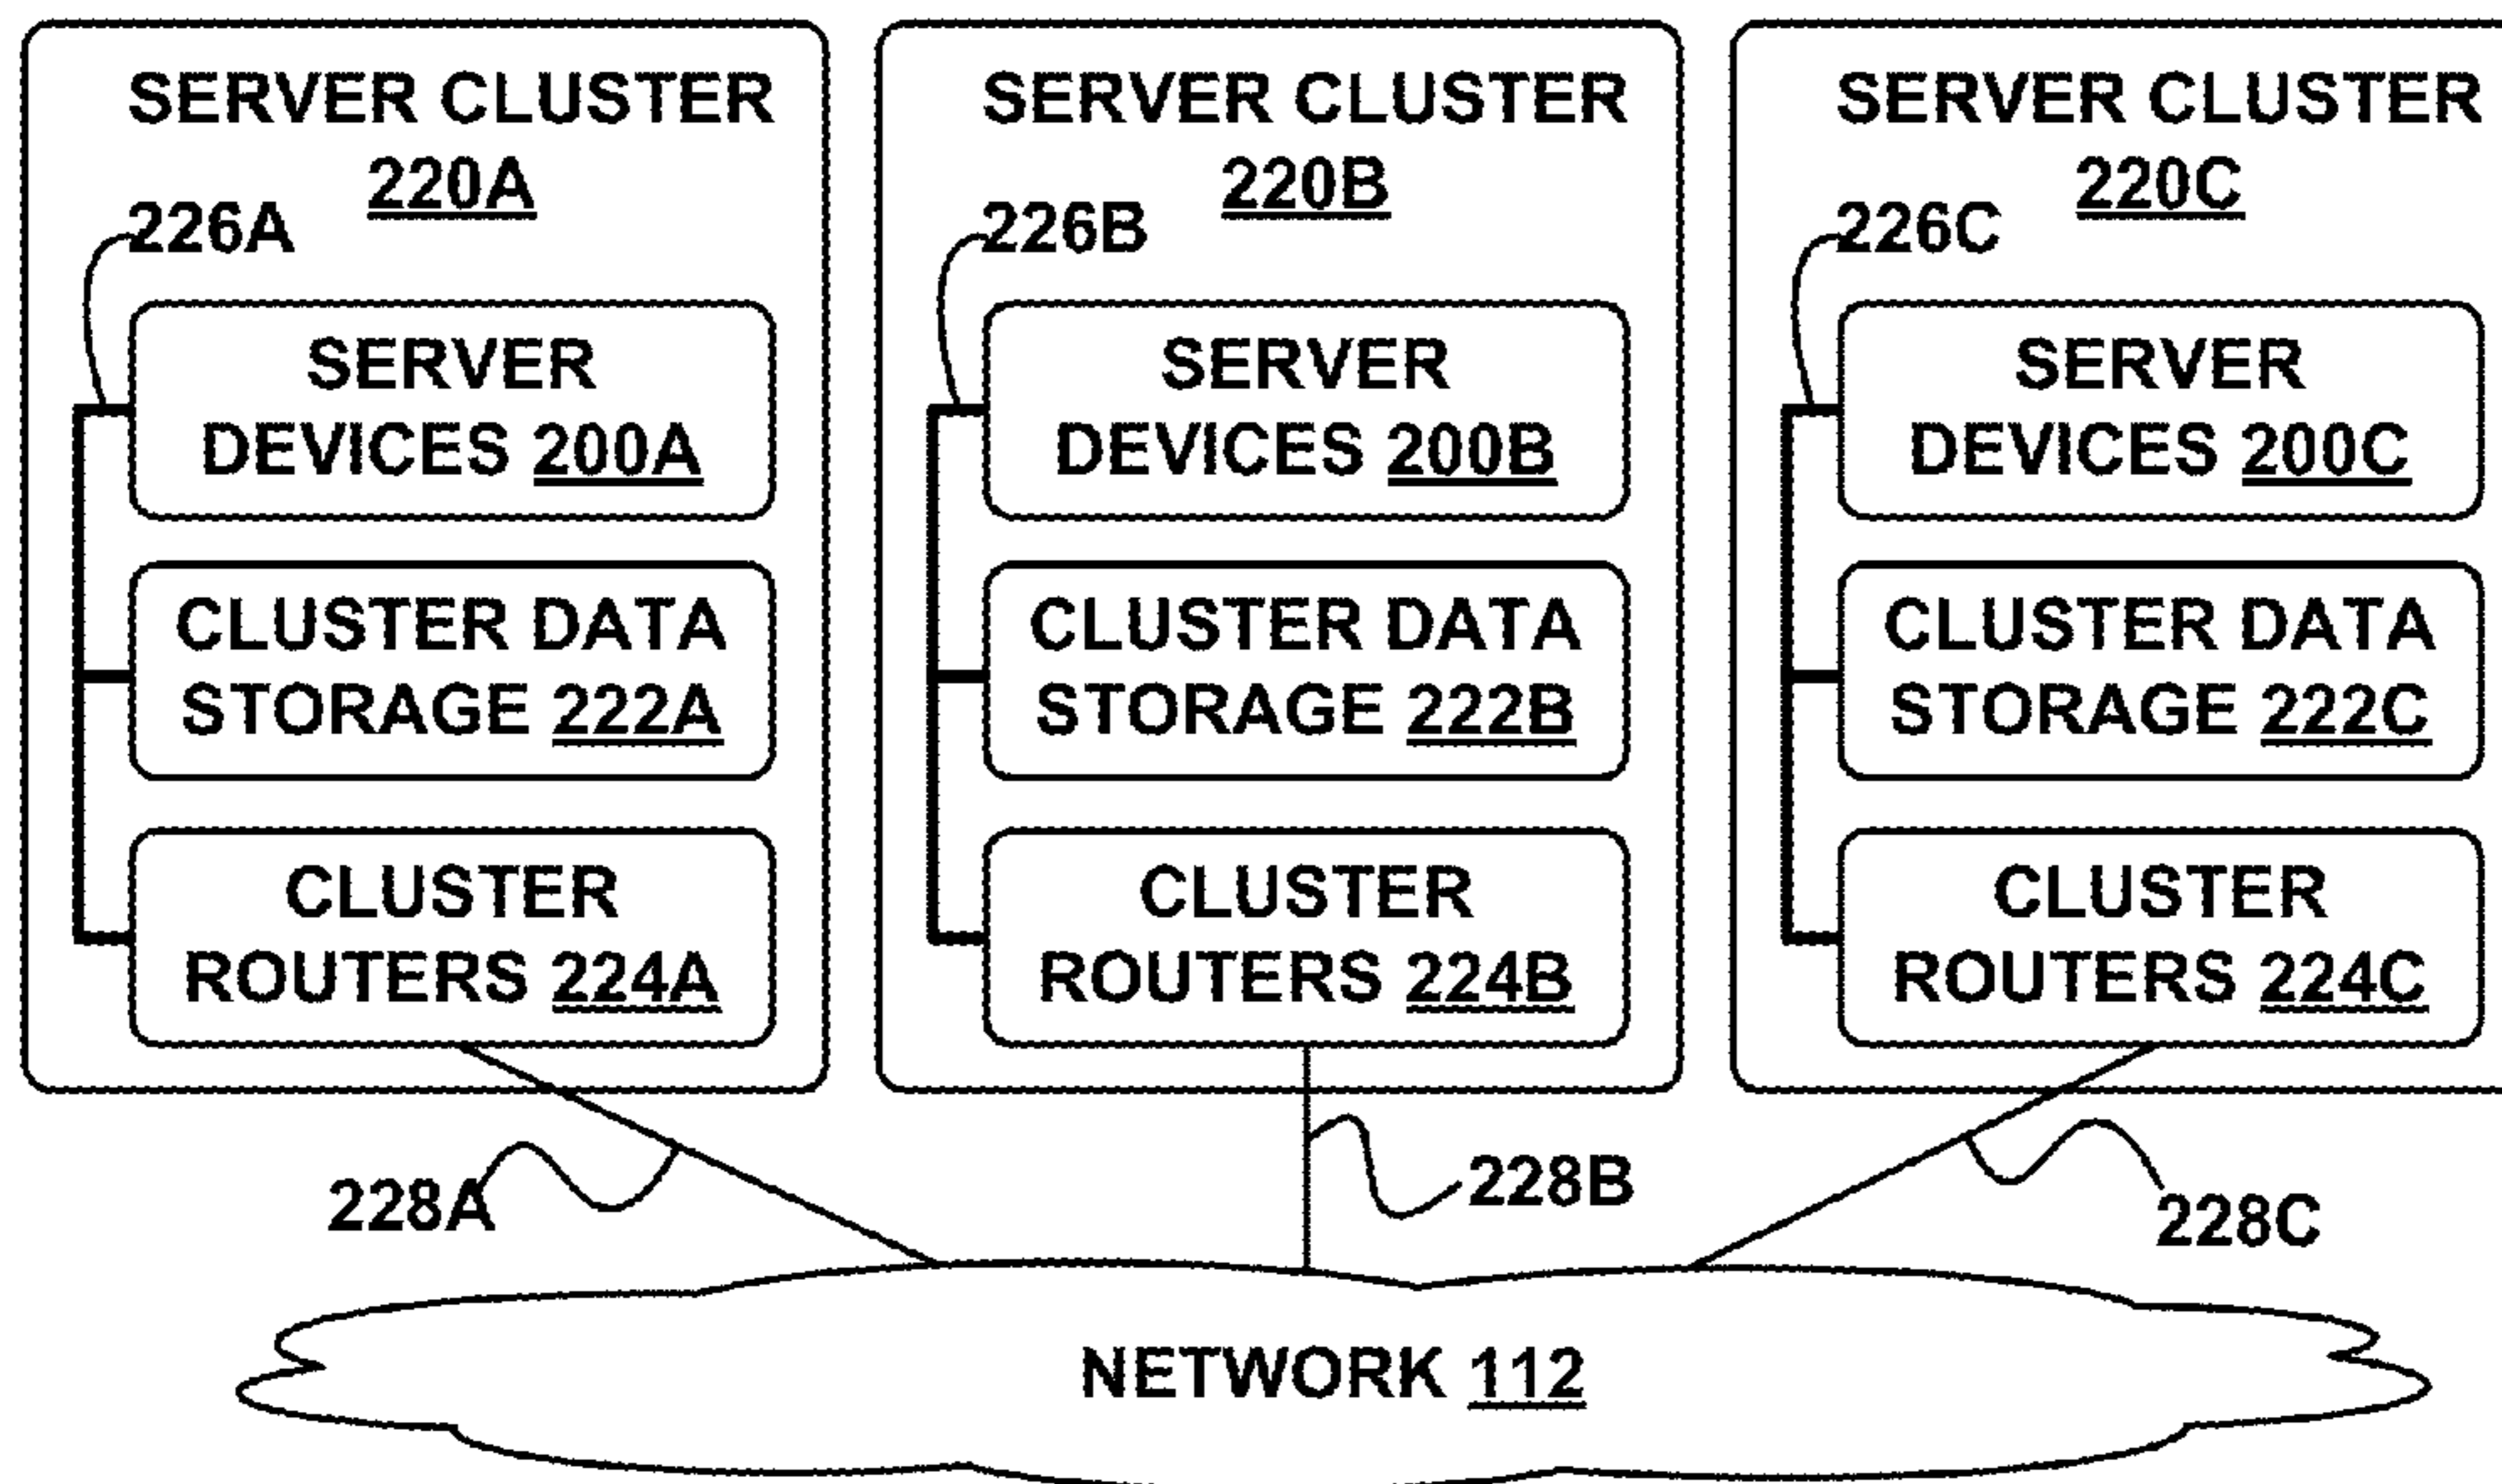 SERVER CLUSTER
220A
226A
SERVER
DEVICES 200A
CLUSTER DATA
STORAGE 222A
CLUSTER
ROUTERS 224A
SERVER CLUSTER
220B
226B
SERVER
DEVICES 200B
CLUSTER DATA
STORAGE 222B
CLUSTER
ROUTERS 224B
SERVER CLUSTER
220C
226C
SERVER
DEVICES 200C
CLUSTER DATA
STORAGE 222C
CLUSTER
ROUTERS 224C
228A
228B
228C
NETWORK 112